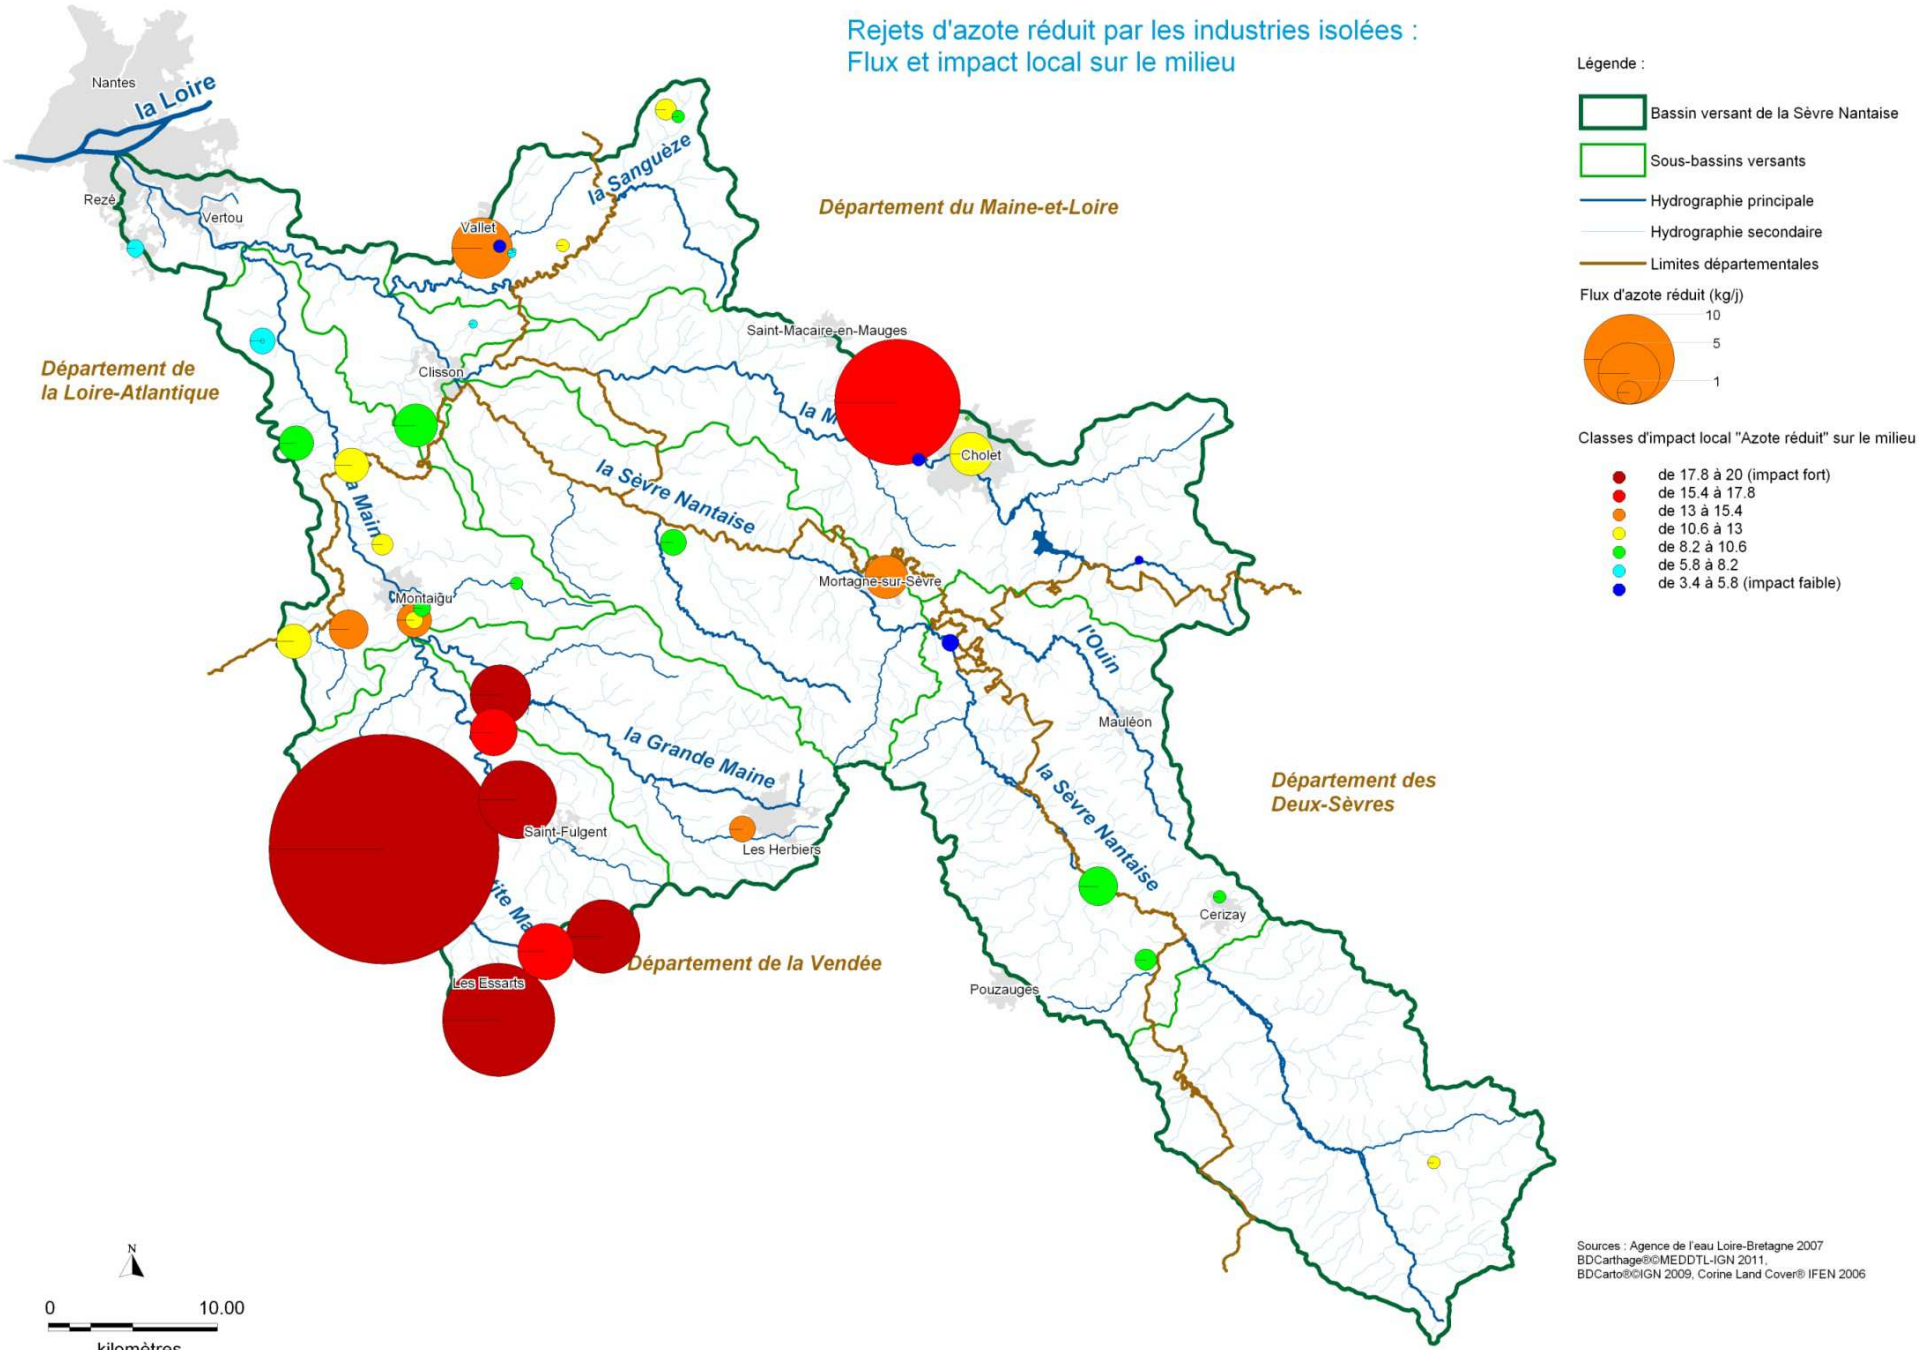 Rejets d'azote réduit par les industries isolées :
Flux et impact local sur le milieu
Nantes
la Loire
Rezé
Vertou
la Sanguèze
Vallet
Département du Maine-et-Loire
Saint-Macaire-en-Mauges
Département de
la Loire-Atlantique
Clisson
la M
Cholet
la Sèvre Nantaise
a Main
Mortagne-sur-Sèvre
Montaigu
l'Ouin
Mauléon
la Grande Maine
Département des
Deux-Sèvres
la Sèvre Nantaise
Saint-Fulgent
Les Herbiers
tite Ma
Cerizay
Département de la Vendée
Les Essarts
Pouzauges
Légende :
Bassin versant de la Sèvre Nantaise
Sous-bassins versants
Hydrographie principale
Hydrographie secondaire
Limites départementales
Flux d'azote réduit (kg/j)
10
5
1
Classes d'impact local "Azote réduit" sur le milieu
de 17.8 à 20 (impact fort)
de 15.4 à 17.8
de 13 à 15.4
de 10.6 à 13
de 8.2 à 10.6
de 5.8 à 8.2
de 3.4 à 5.8 (impact faible)
N
0 10.00
kilomètres
Sources : Agence de l'eau Loire-Bretagne 2007
BDCarthage®©MEDDTL-IGN 2011,
BDCarto®©IGN 2009, Corine Land Cover® IFEN 2006